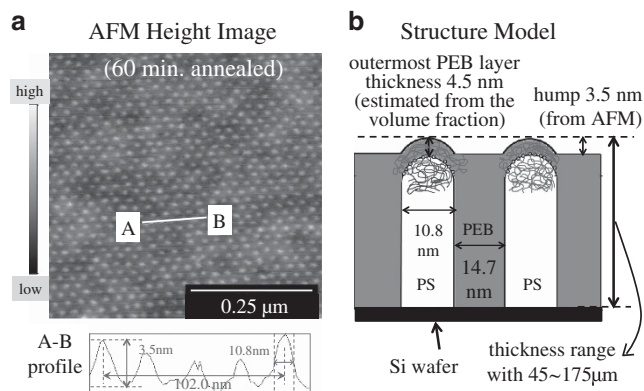 a AFM Height Image
(60 min. annealed)
high
low
A
B
0.25 μm
A-B
profile
3.5nm
10.8nm
102.0 nm
b Structure Model
outermost PEB layer
thickness 4.5 nm
(estimated from the
volume fraction)
hump 3.5 nm
(from AFM)
10.8
nm
PS
PEB
14.7
nm
PS
Si wafer
thickness range
with 45~175μm